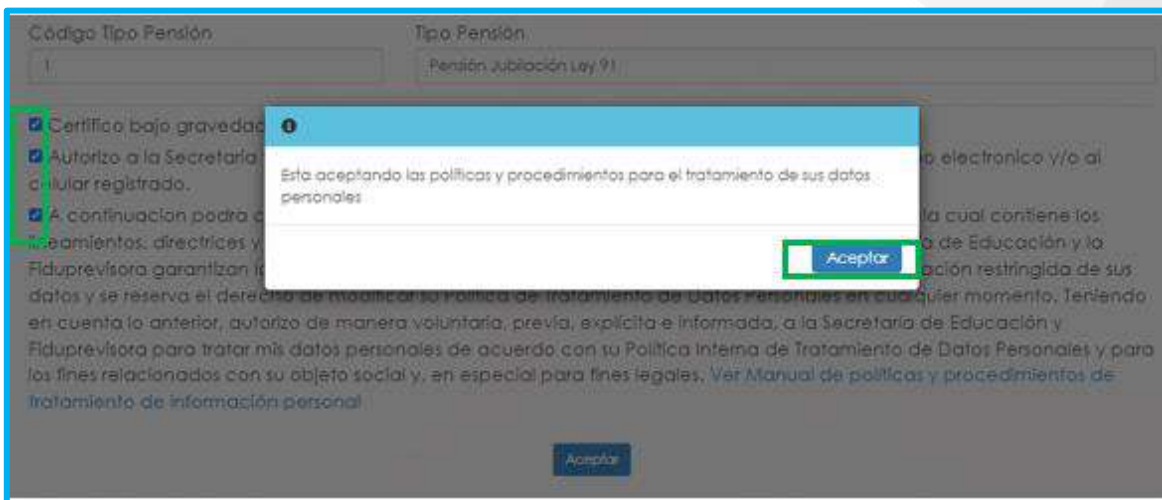 Código Tipo Pensión
Tipo Pensión
1
Pensión Jubilación Ley 91
Certifico bajo gravedad
Autorizo a la Secretaria
o electronico y/o al
celular registrado.
Esta aceptando las políticas y procedimientos para el tratamiento de sus datos
personales
A continuacion podra c
la cual contiene los
lineamientos, directrices y
a de Educación y la
Aceptar
Fiduprevisora garantizan
ación restringida de sus
datos y se reserva el derecho de modificar su Política de Tratamiento de Datos Personales en cualquier momento. Teniendo
en cuenta lo anterior, autorizo de manera voluntaria, previa, explícita e informada, a la Secretaría de Educación y
Fiduprevisora para tratar mis datos personales de acuerdo con su Política Interna de Tratamiento de Datos Personales y para
los fines relacionados con su objeto social y, en especial para fines legales. Ver Manual de políticas y procedimientos de
tratamiento de información personal
Aceptar